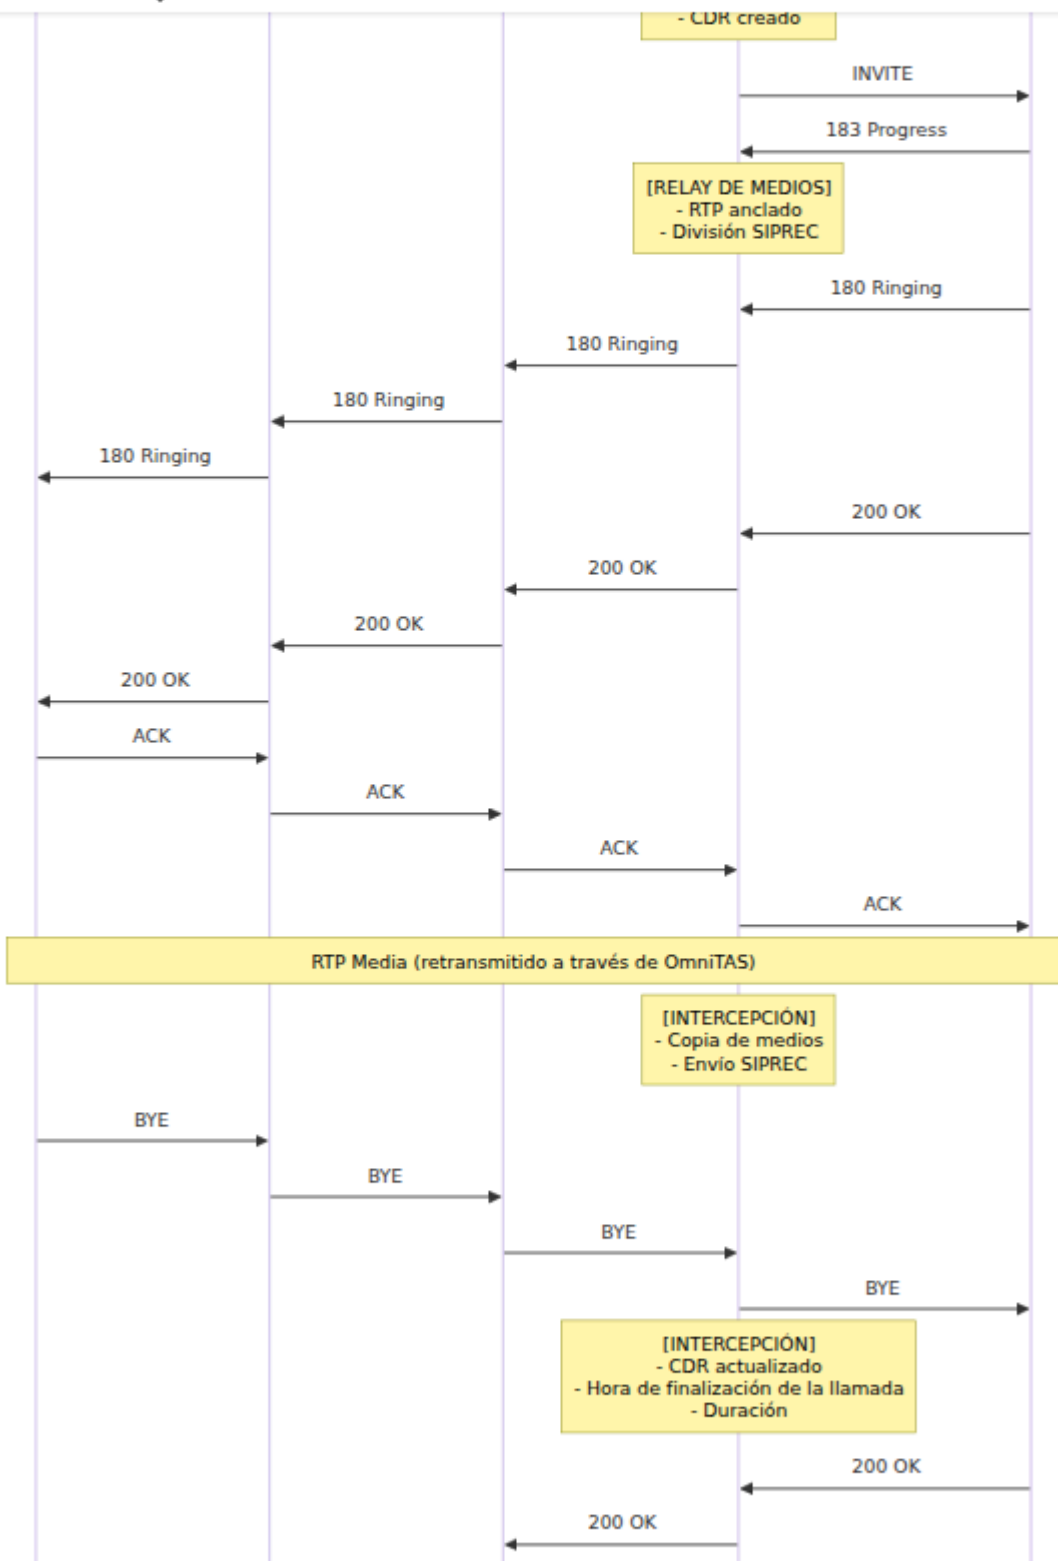 - CDR creado
INVITE
183 Progress
[RELAY DE MEDIOS]
- RTP anclado
- División SIPREC
180 Ringing
180 Ringing
180 Ringing
180 Ringing
200 OK
200 OK
200 OK
200 OK
ACK
ACK
ACK
ACK
RTP Media (retransmitido a través de OmniTAS)
[INTERCEPCIÓN]
- Copia de medios
- Envío SIPREC
BYE
BYE
BYE
BYE
[INTERCEPCIÓN]
- CDR actualizado
- Hora de finalización de la llamada
- Duración
200 OK
200 OK